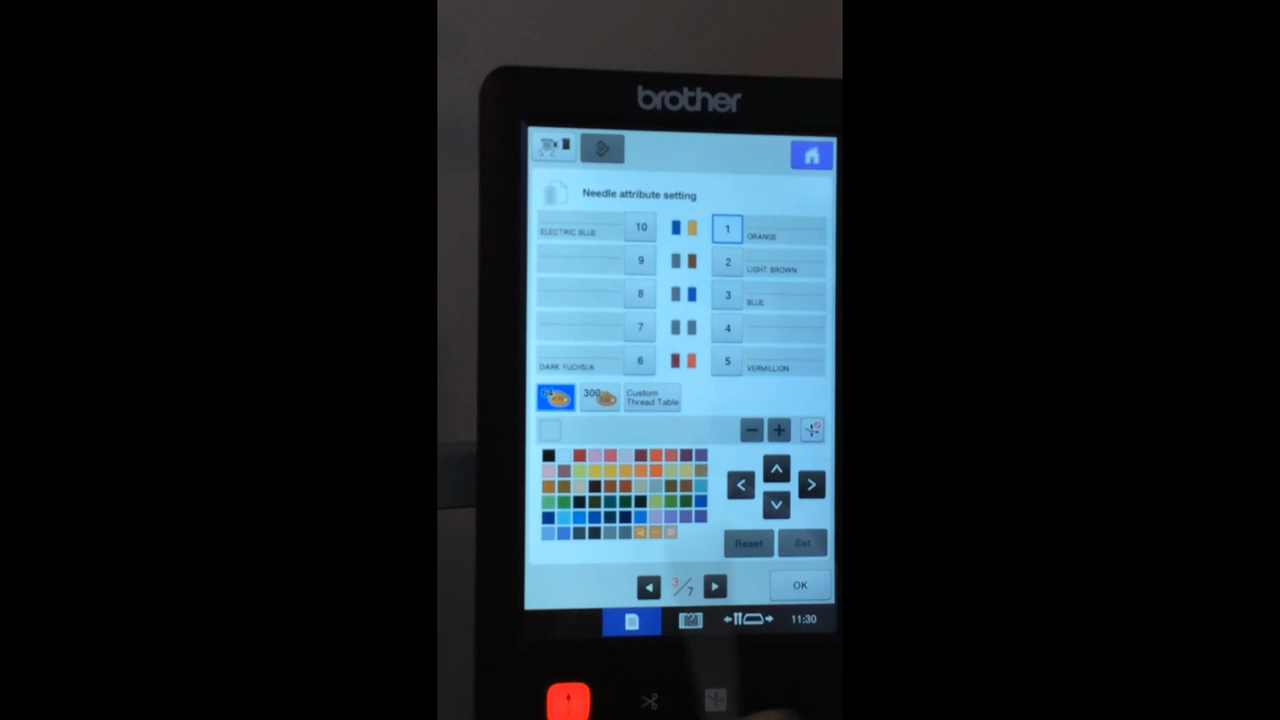 brother
Needle attribute setting
ELECTRIC BLUE 10 1 ORANGE
9 2 LIGHT BROWN
8 3 BLUE
7 4
DARK FUCHSIA 6 5 VERMILLION
64 300 Custom
Thread Table
Reset Set
3/7 OK
11:30